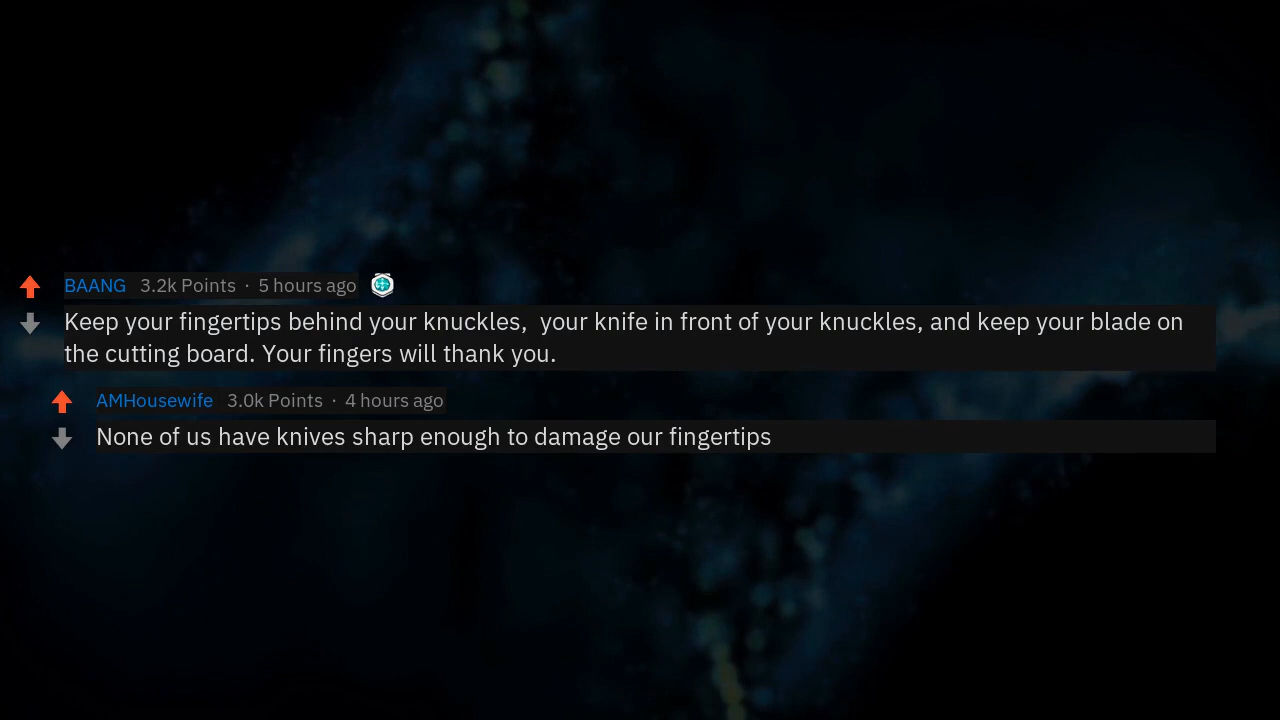 BAANG 3.2k Points · 5 hours ago
Keep your fingertips behind your knuckles,  your knife in front of your knuckles, and keep your blade on
the cutting board. Your fingers will thank you.
AMHousewife 3.0k Points · 4 hours ago
None of us have knives sharp enough to damage our fingertips